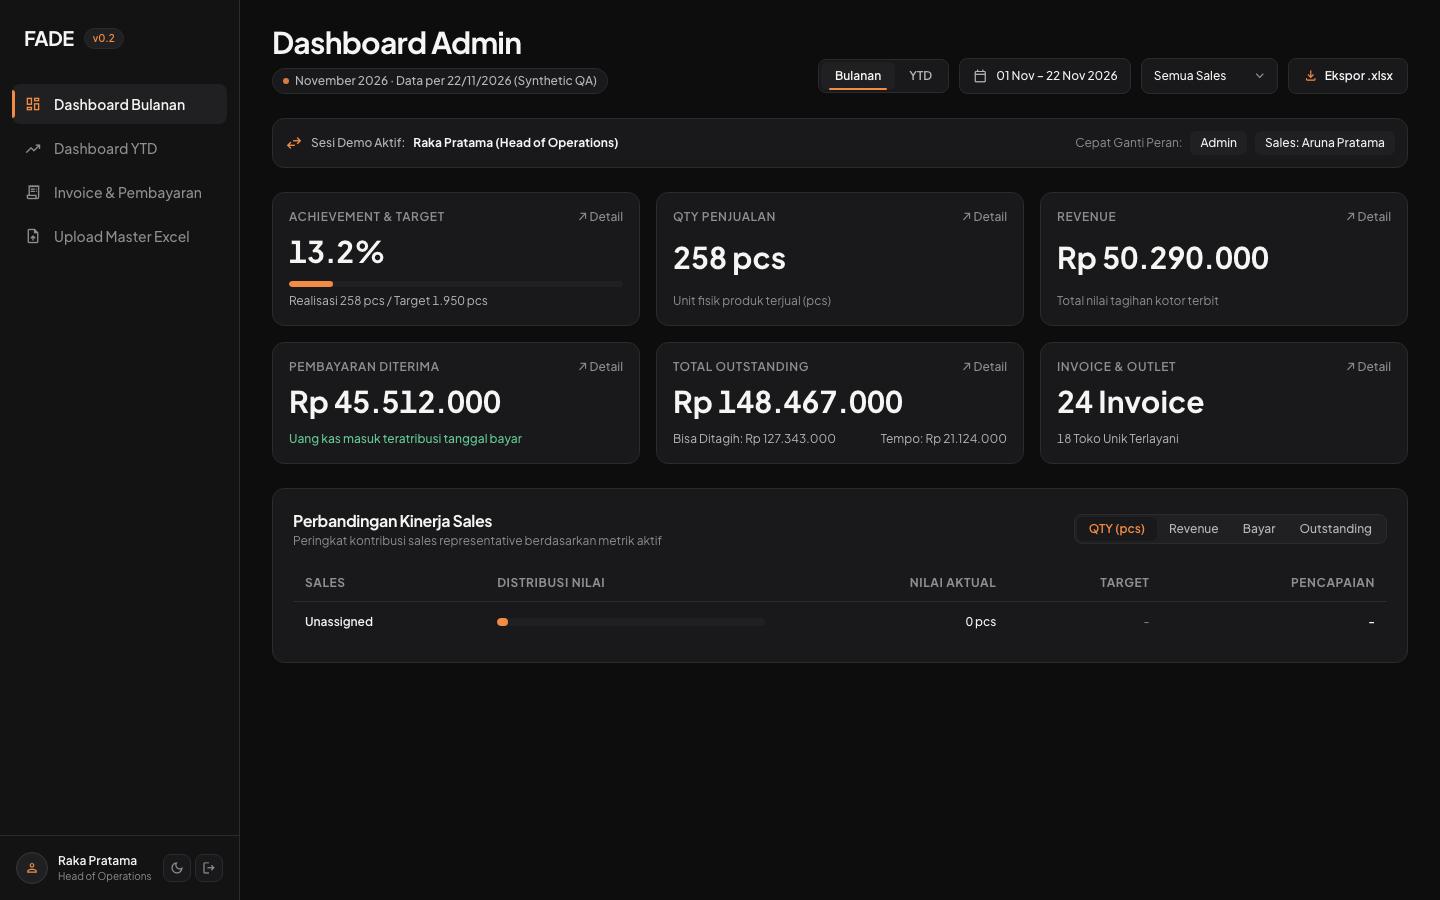 FADE v0.2
Dashboard Bulanan
Dashboard YTD
Invoice & Pembayaran
Upload Master Excel
Raka Pratama
Head of Operations
Dashboard Admin
November 2026 · Data per 22/11/2026 (Synthetic QA)
Bulanan YTD 01 Nov – 22 Nov 2026 Semua Sales Ekspor .xlsx
Sesi Demo Aktif: Raka Pratama (Head of Operations) Cepat Ganti Peran: Admin Sales: Aruna Pratama
ACHIEVEMENT & TARGET Detail
13.2%
Realisasi 258 pcs / Target 1.950 pcs
QTY PENJUALAN Detail
258 pcs
Unit fisik produk terjual (pcs)
REVENUE Detail
Rp 50.290.000
Total nilai tagihan kotor terbit
PEMBAYARAN DITERIMA Detail
Rp 45.512.000
Uang kas masuk teratribusi tanggal bayar
TOTAL OUTSTANDING Detail
Rp 148.467.000
Bisa Ditagih: Rp 127.343.000 Tempo: Rp 21.124.000
INVOICE & OUTLET Detail
24 Invoice
18 Toko Unik Terlayani
Perbandingan Kinerja Sales
Peringkat kontribusi sales representative berdasarkan metrik aktif
QTY (pcs) Revenue Bayar Outstanding
SALES DISTRIBUSI NILAI NILAI AKTUAL TARGET PENCAPAIAN
Unassigned 0 pcs - -